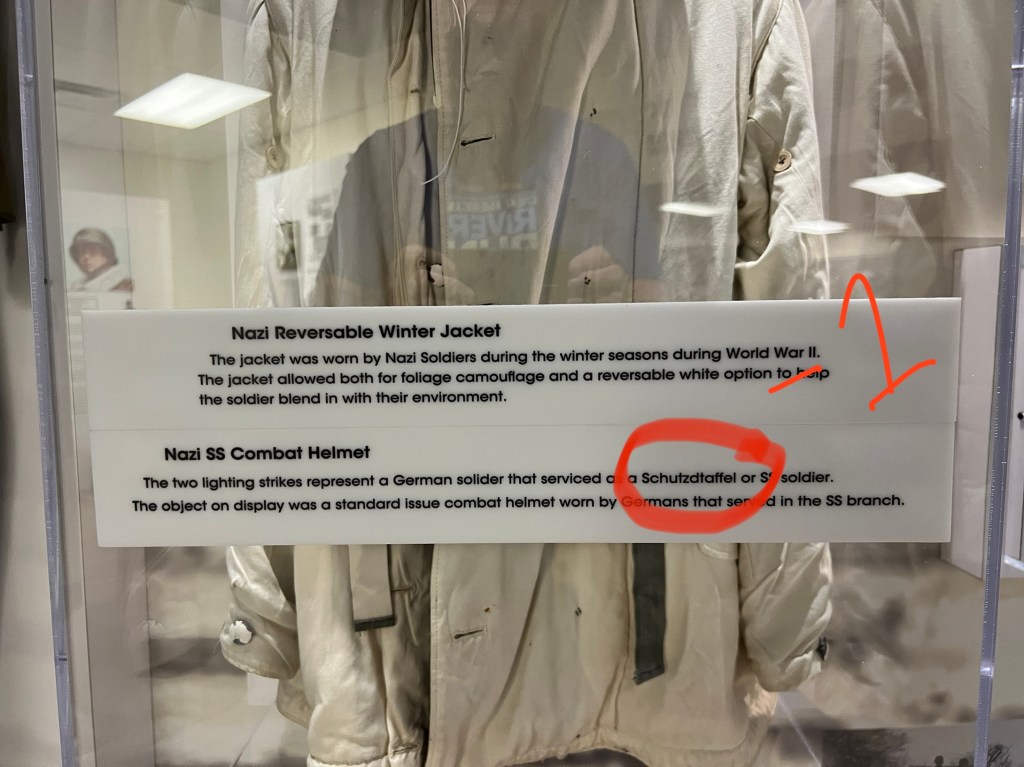 RIVER
Nazi Reversable Winter Jacket
The jacket was worn by Nazi Soldiers during the winter seasons during World War II.
The jacket allowed both for foliage camouflage and a reversable white option to help
the soldier blend in with their environment.
1
Nazi SS Combat Helmet
The two lighting strikes represent a German solider that serviced as a Schutzdtaffel or SS soldier.
The object on display was a standard issue combat helmet worn by Germans that served in the SS branch.